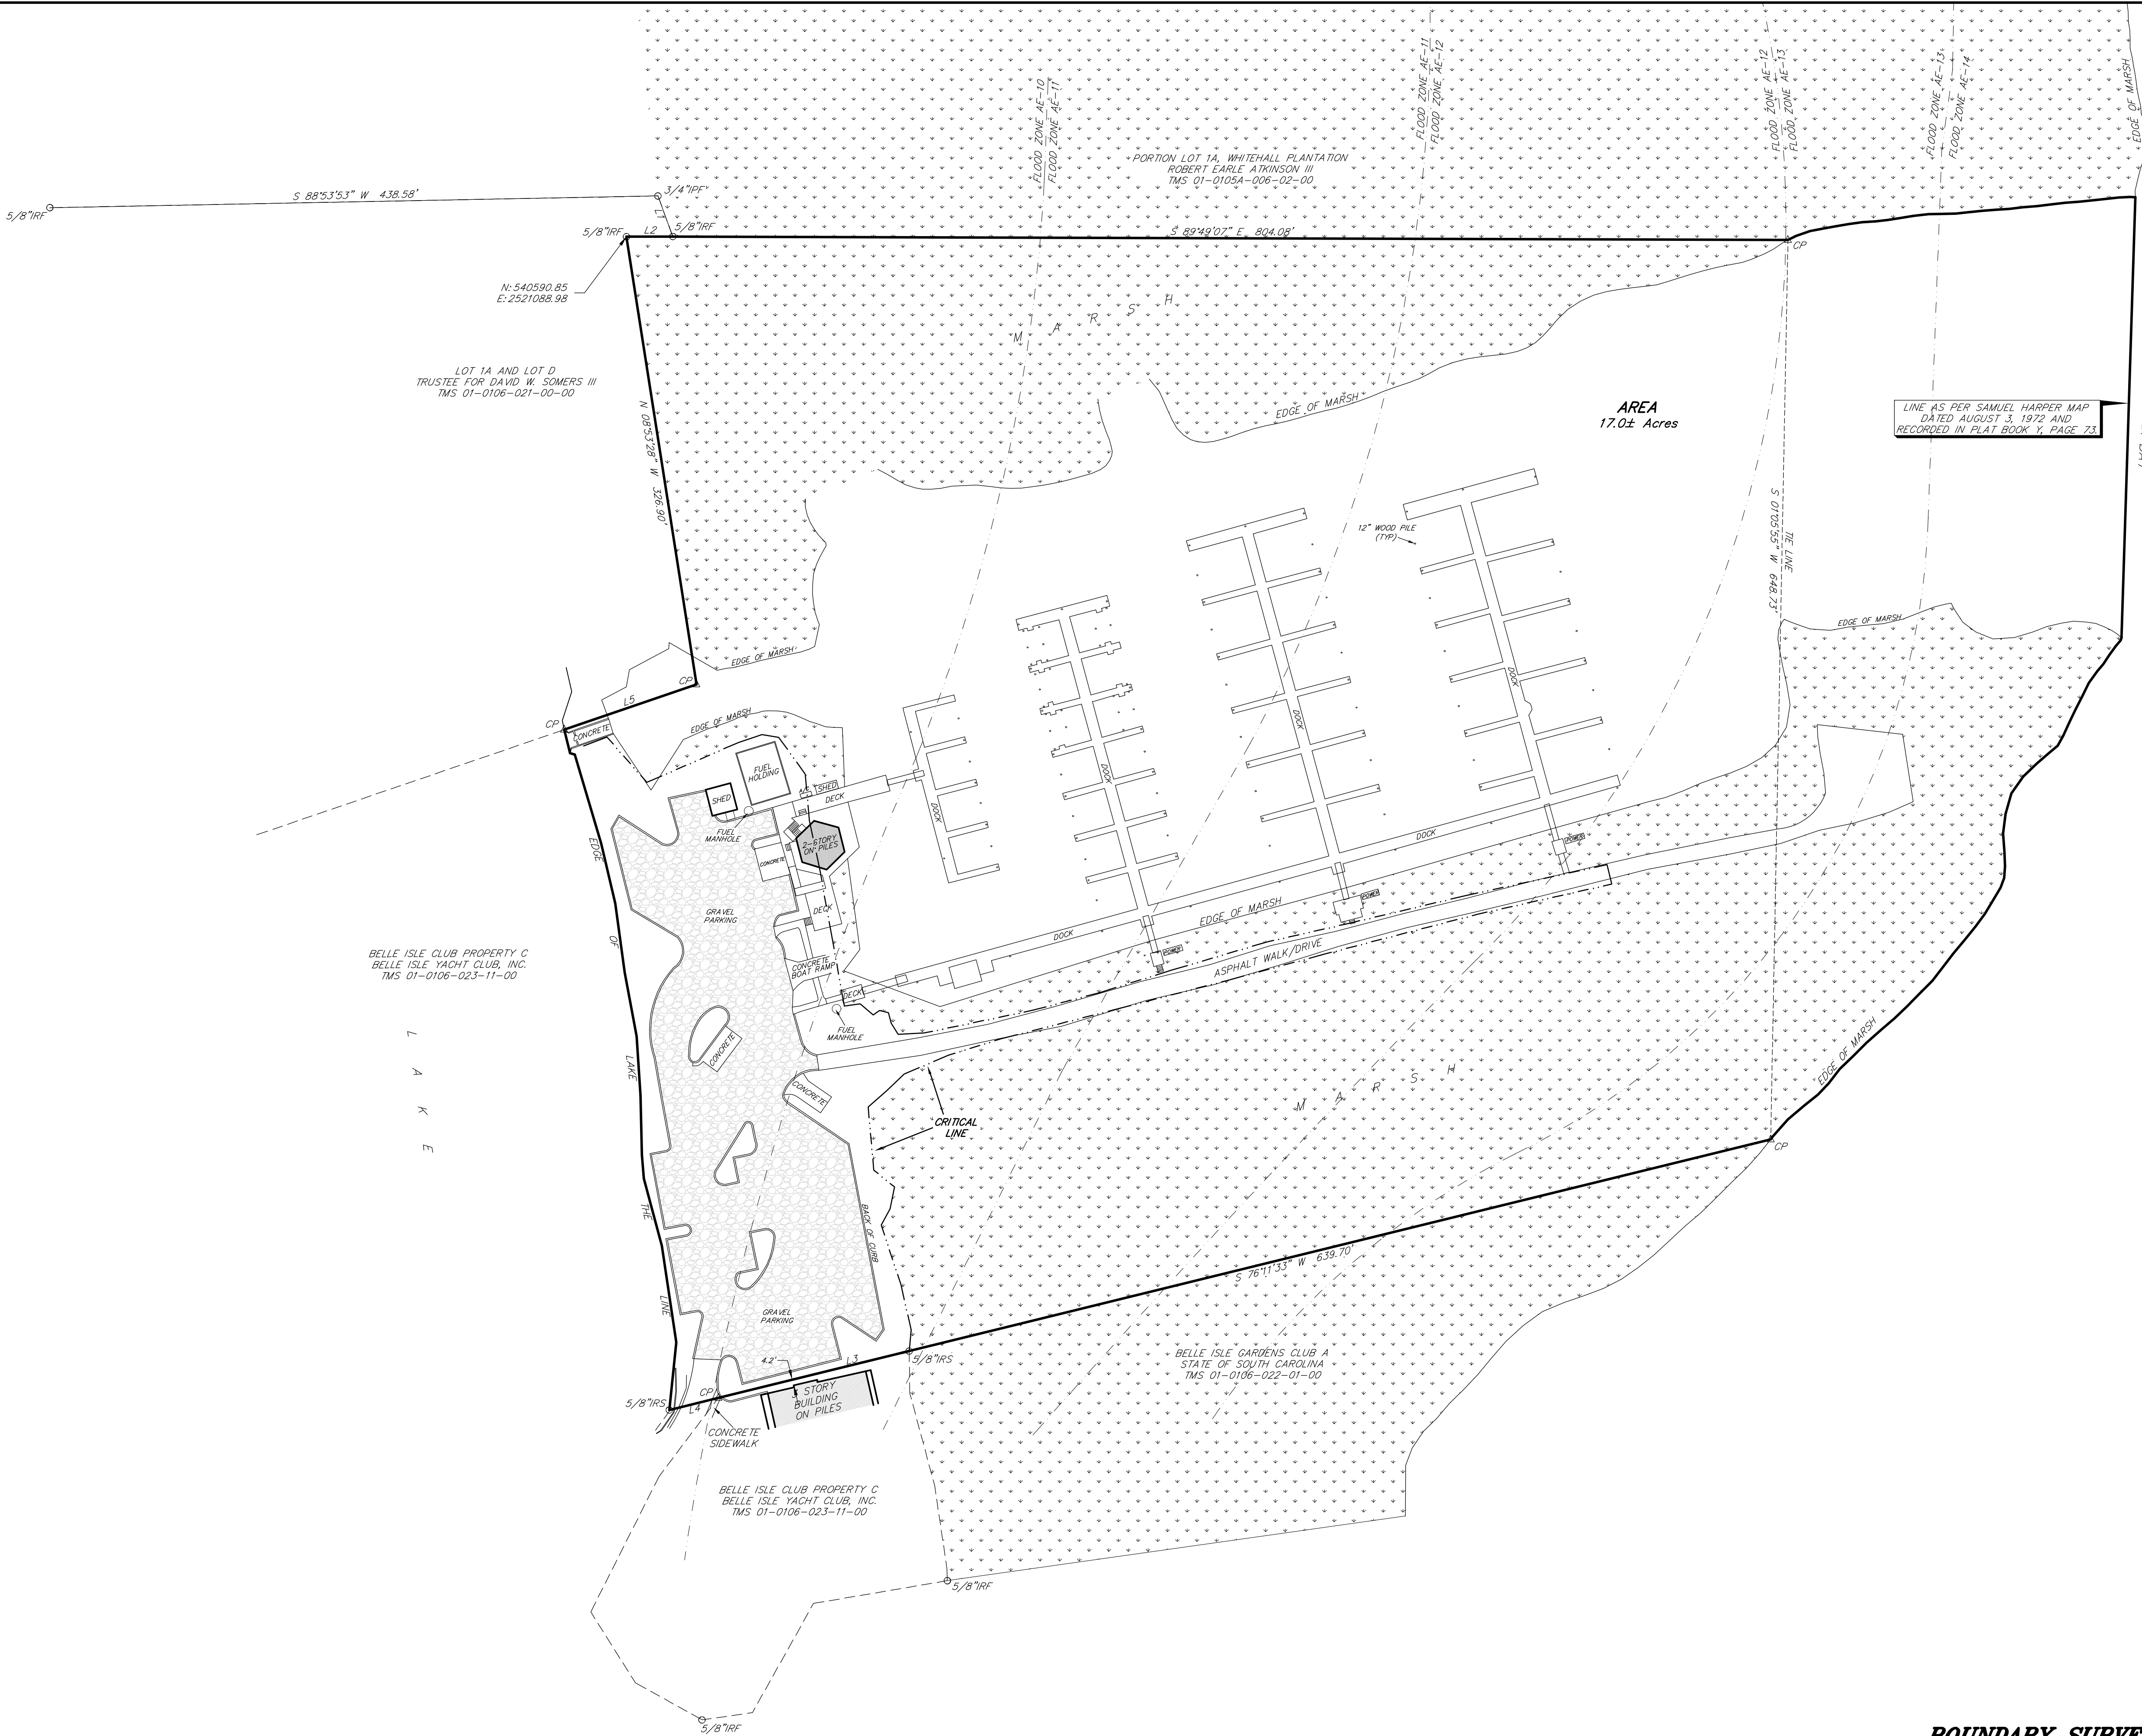 FLOOD ZONE AE-10
FLOOD ZONE AE-11
FLOOD ZONE AE-11
FLOOD ZONE AE-12
FLOOD ZONE AE-12
FLOOD ZONE AE-13
FLOOD ZONE AE-13
FLOOD ZONE AE-14
EDGE OF MARSH
PORTION LOT 1A, WHITEHALL PLANTATION
ROBERT EARLE ATKINSON III
TMS 01-0105A-006-02-00
S 88°53'53" W 438.58'
5/8"IRF
3/4"IPF
L1
5/8"IRF
L2
5/8"IRF
S 89°49'07" E 804.08'
CP
N: 540590.85
E: 2521088.98
MARSH
LOT 1A AND LOT D
TRUSTEE FOR DAVID W. SOMERS III
TMS 01-0106-021-00-00
N 08°53'28" W 326.90'
EDGE OF MARSH
AREA
17.0± Acres
LINE AS PER SAMUEL HARPER MAP
DATED AUGUST 3, 1972 AND
RECORDED IN PLAT BOOK Y, PAGE 73.
12" WOOD PILE
(TYP)
TIE LINE
S 01°05'55" W 648.73'
EDGE OF MARSH
EDGE OF MARSH
CP
L5
CP
CONCRETE
EDGE OF MARSH
FUEL
HOLDING
SHED
SHED
DECK
FUEL
MANHOLE
2-STORY
ON PILES
CONCRETE
DOCK
DOCK
DOCK
DOCK
DOCK
DOCK
POWER
POWER
POWER
GRAVEL
PARKING
DECK
CONCRETE
BOAT RAMP
DECK
FUEL
MANHOLE
EDGE OF MARSH
ASPHALT WALK/DRIVE
EDGE OF THE LAKE LINE
BELLE ISLE CLUB PROPERTY C
BELLE ISLE YACHT CLUB, INC.
TMS 01-0106-023-11-00
LAKE
CONCRETE
CONCRETE
CRITICAL
LINE
MARSH
EDGE OF MARSH
CP
BACK OF CURB
S 76°11'33" W 639.70'
GRAVEL
PARKING
4.2'
L3
5/8"IRS
BELLE ISLE GARDENS CLUB A
STATE OF SOUTH CAROLINA
TMS 01-0106-022-01-00
5/8"IRS
L4
CP
3 STORY
BUILDING
ON PILES
CONCRETE
SIDEWALK
BELLE ISLE CLUB PROPERTY C
BELLE ISLE YACHT CLUB, INC.
TMS 01-0106-023-11-00
5/8"IRF
5/8"IRF
BOUNDARY SURVE